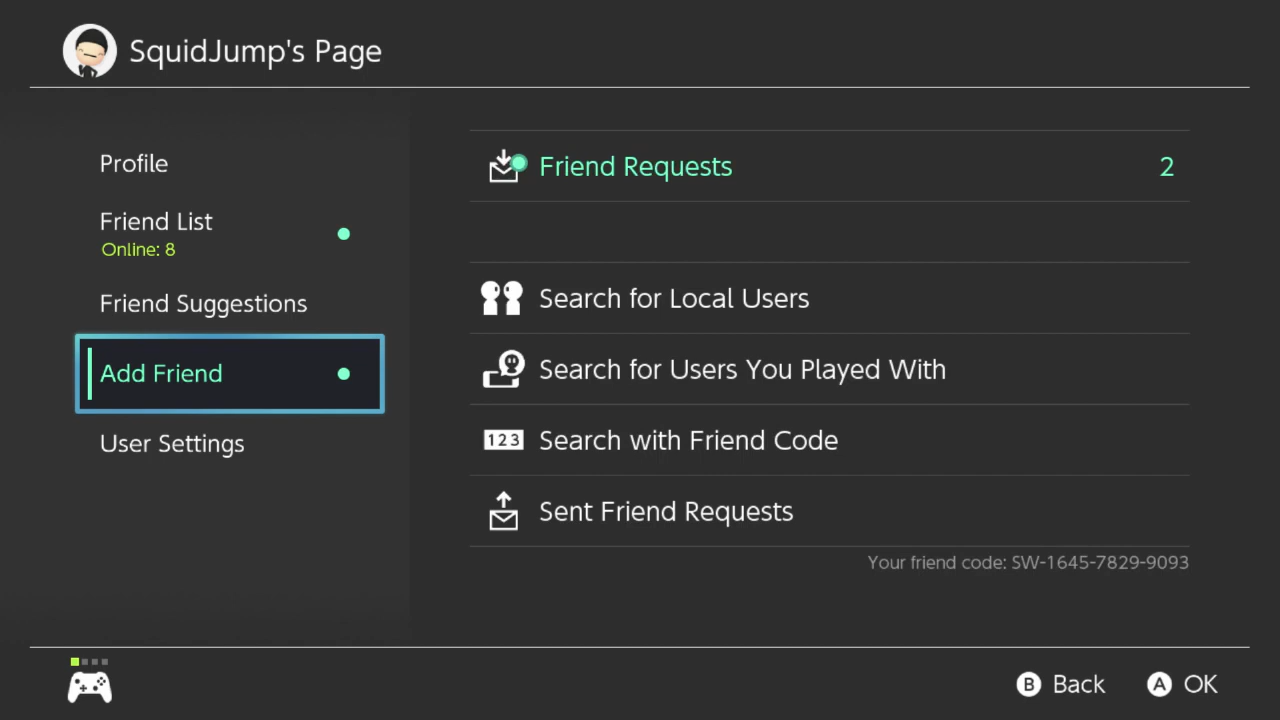 SquidJump's Page
Profile
Friend List
Online: 8
Friend Suggestions
Add Friend
User Settings
Friend Requests 2
Search for Local Users
Search for Users You Played With
123 Search with Friend Code
Sent Friend Requests
Your friend code: SW-1645-7829-9093
B Back A OK